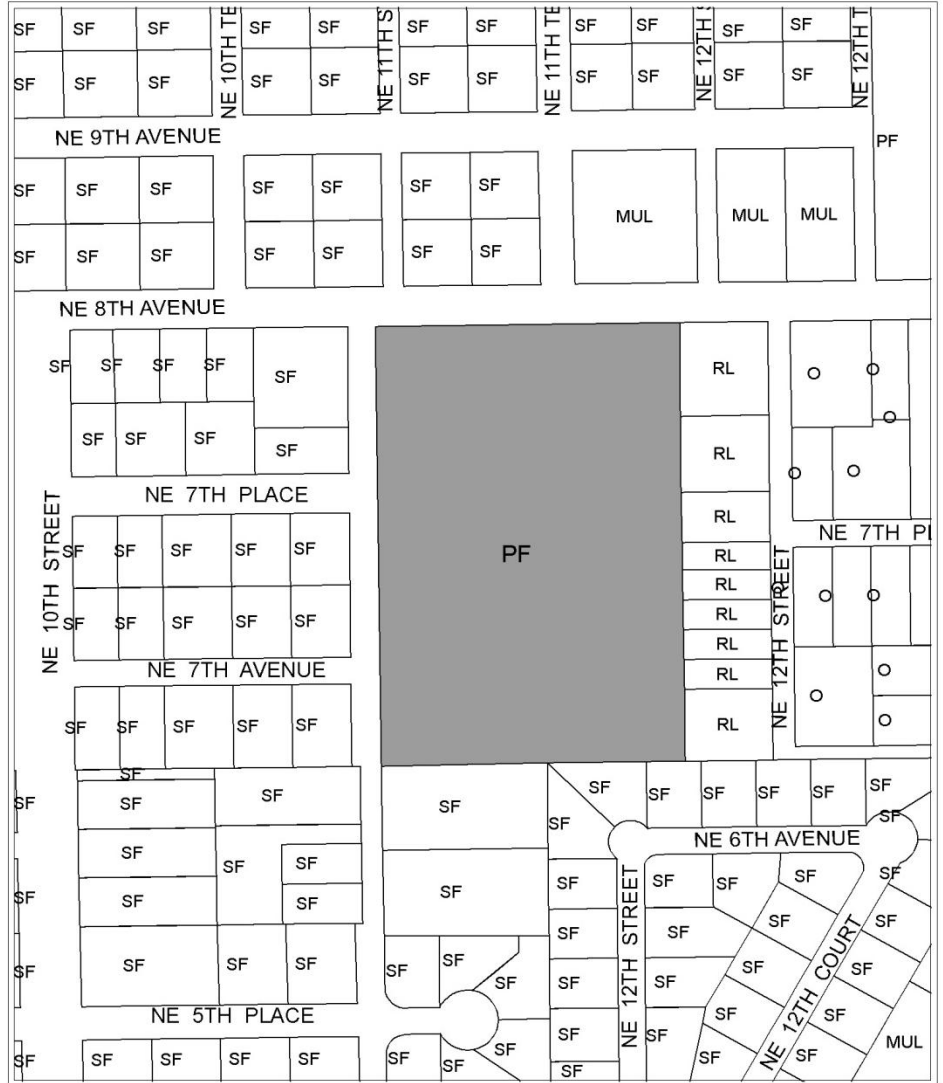 SF SF SF NE 10TH TE SF SF NE 11TH S SF SF NE 11TH TE SF SF NE 12TH S SF SF NE 12TH T
SF SF SF SF SF SF SF SF SF SF SF
NE 9TH AVENUE PF
SF SF SF SF SF SF SF
MUL MUL MUL
SF SF SF SF SF SF SF
NE 8TH AVENUE
SF SF SF SF SF RL
SF SF SF SF RL
NE 7TH PLACE
RL NE 7TH PL
NE 10TH STREET
SF SF SF SF SF PF RL
RL NE 12TH STREET
SF SF SF SF SF RL
RL
NE 7TH AVENUE RL
SF SF SF SF SF RL
SF
SF SF SF SF SF SF SF SF SF SF SF
SF NE 6TH AVENUE
SF SF
SF SF SF SF SF SF SF SF SF
SF SF
SF SF SF SF SF
NE 12TH STREET
SF SF SF SF SF SF SF SF SF SF
SF NE 12TH COURT
NE 5TH PLACE SF
SF SF SF SF MUL
SF SF SF SF SF SF SF SF SF
SF SF